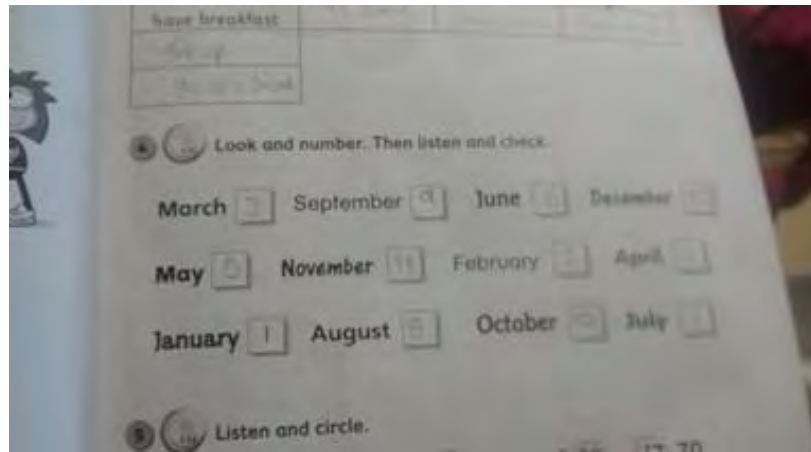 have breakfast
4 Look and number. Then listen and check.
March 3 September 9 June December
May 5 November 11 February April
January 1 August 8 October July
5 Listen and circle.